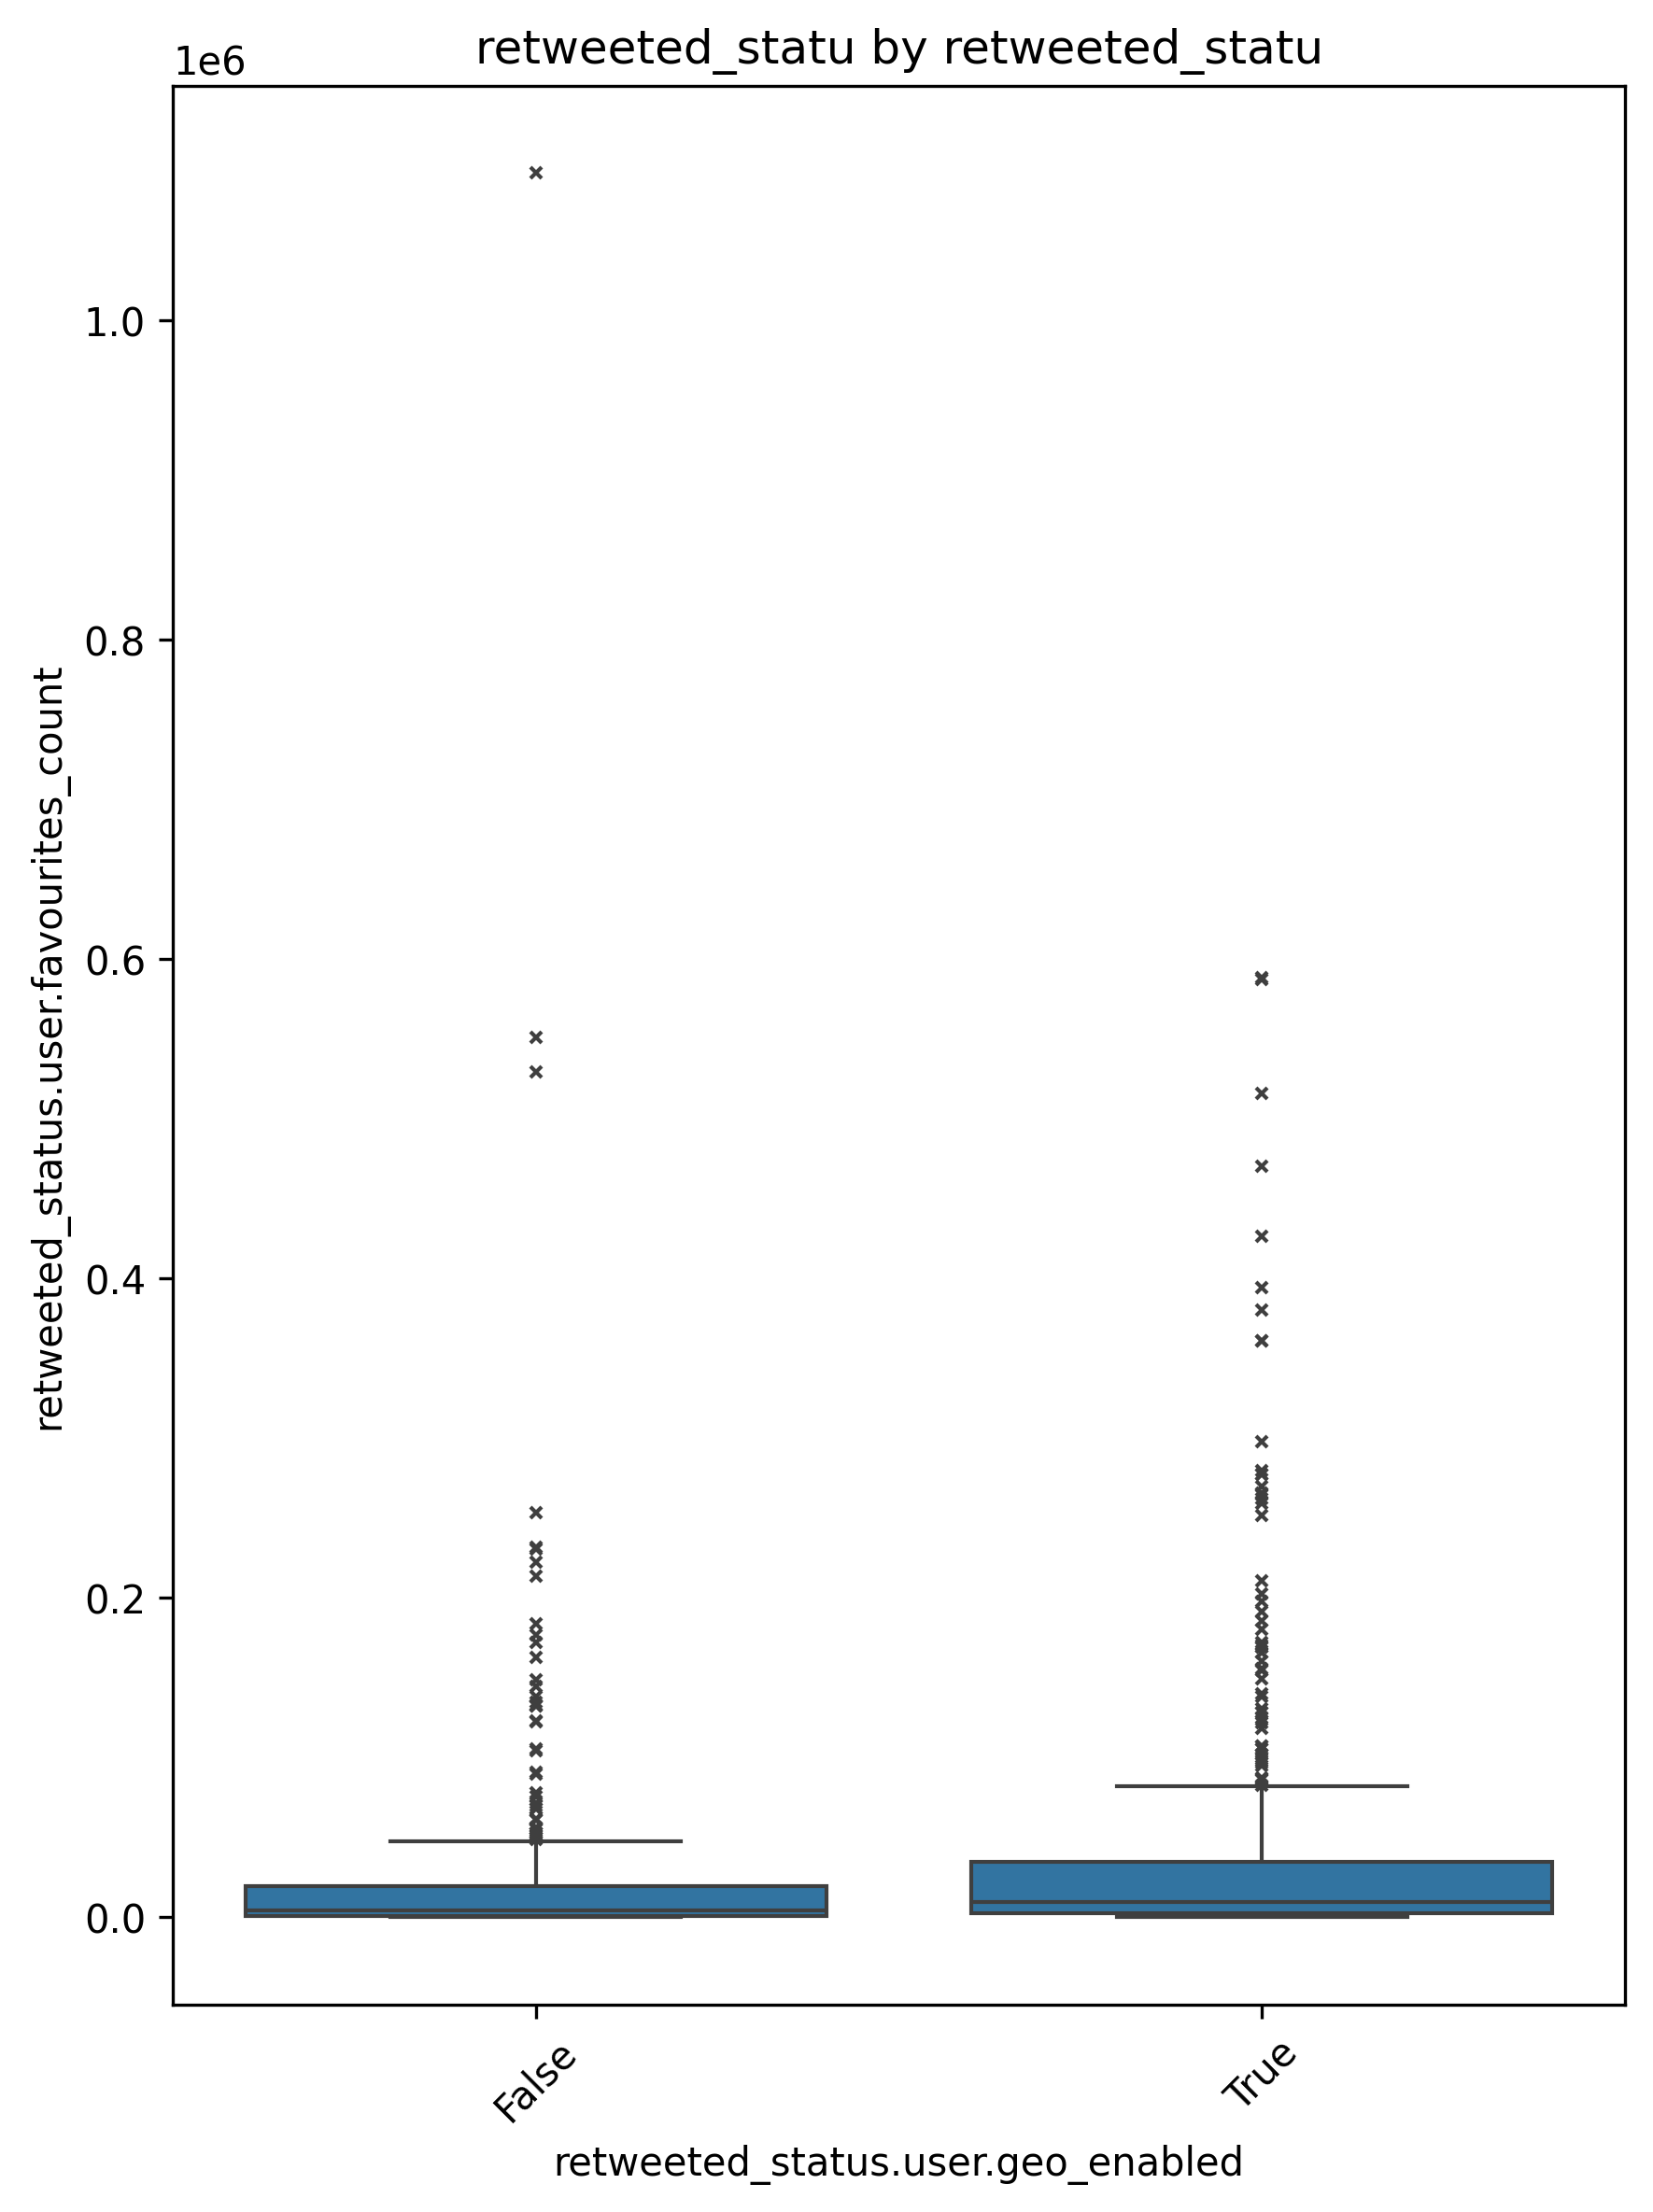 retweeted_statu by retweeted_statu
1e6
1.0
0.8
0.6
0.4
0.2
0.0
retweeted_status.user.favourites_count
False
True
retweeted_status.user.geo_enabled